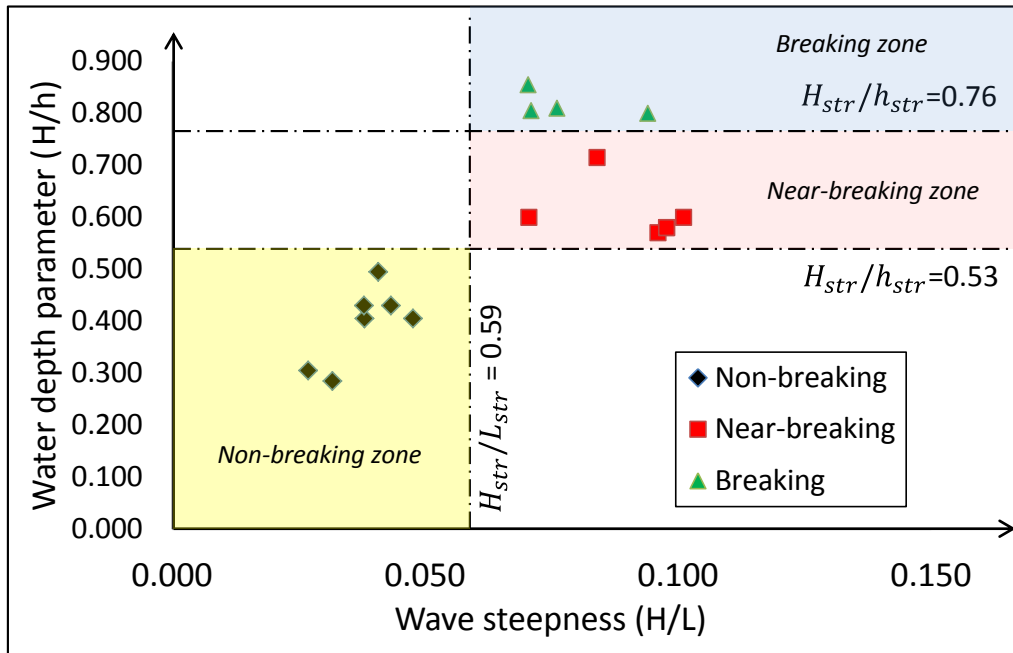 Water depth parameter (H/h)
0.900
0.800
0.700
0.600
0.500
0.400
0.300
0.200
0.100
0.000
Breaking zone
H_str/h_str=0.76
Near-breaking zone
H_str/h_str=0.53
H_str/L_str = 0.59
Non-breaking zone
Non-breaking
Near-breaking
Breaking
0.000 0.050 0.100 0.150
Wave steepness (H/L)